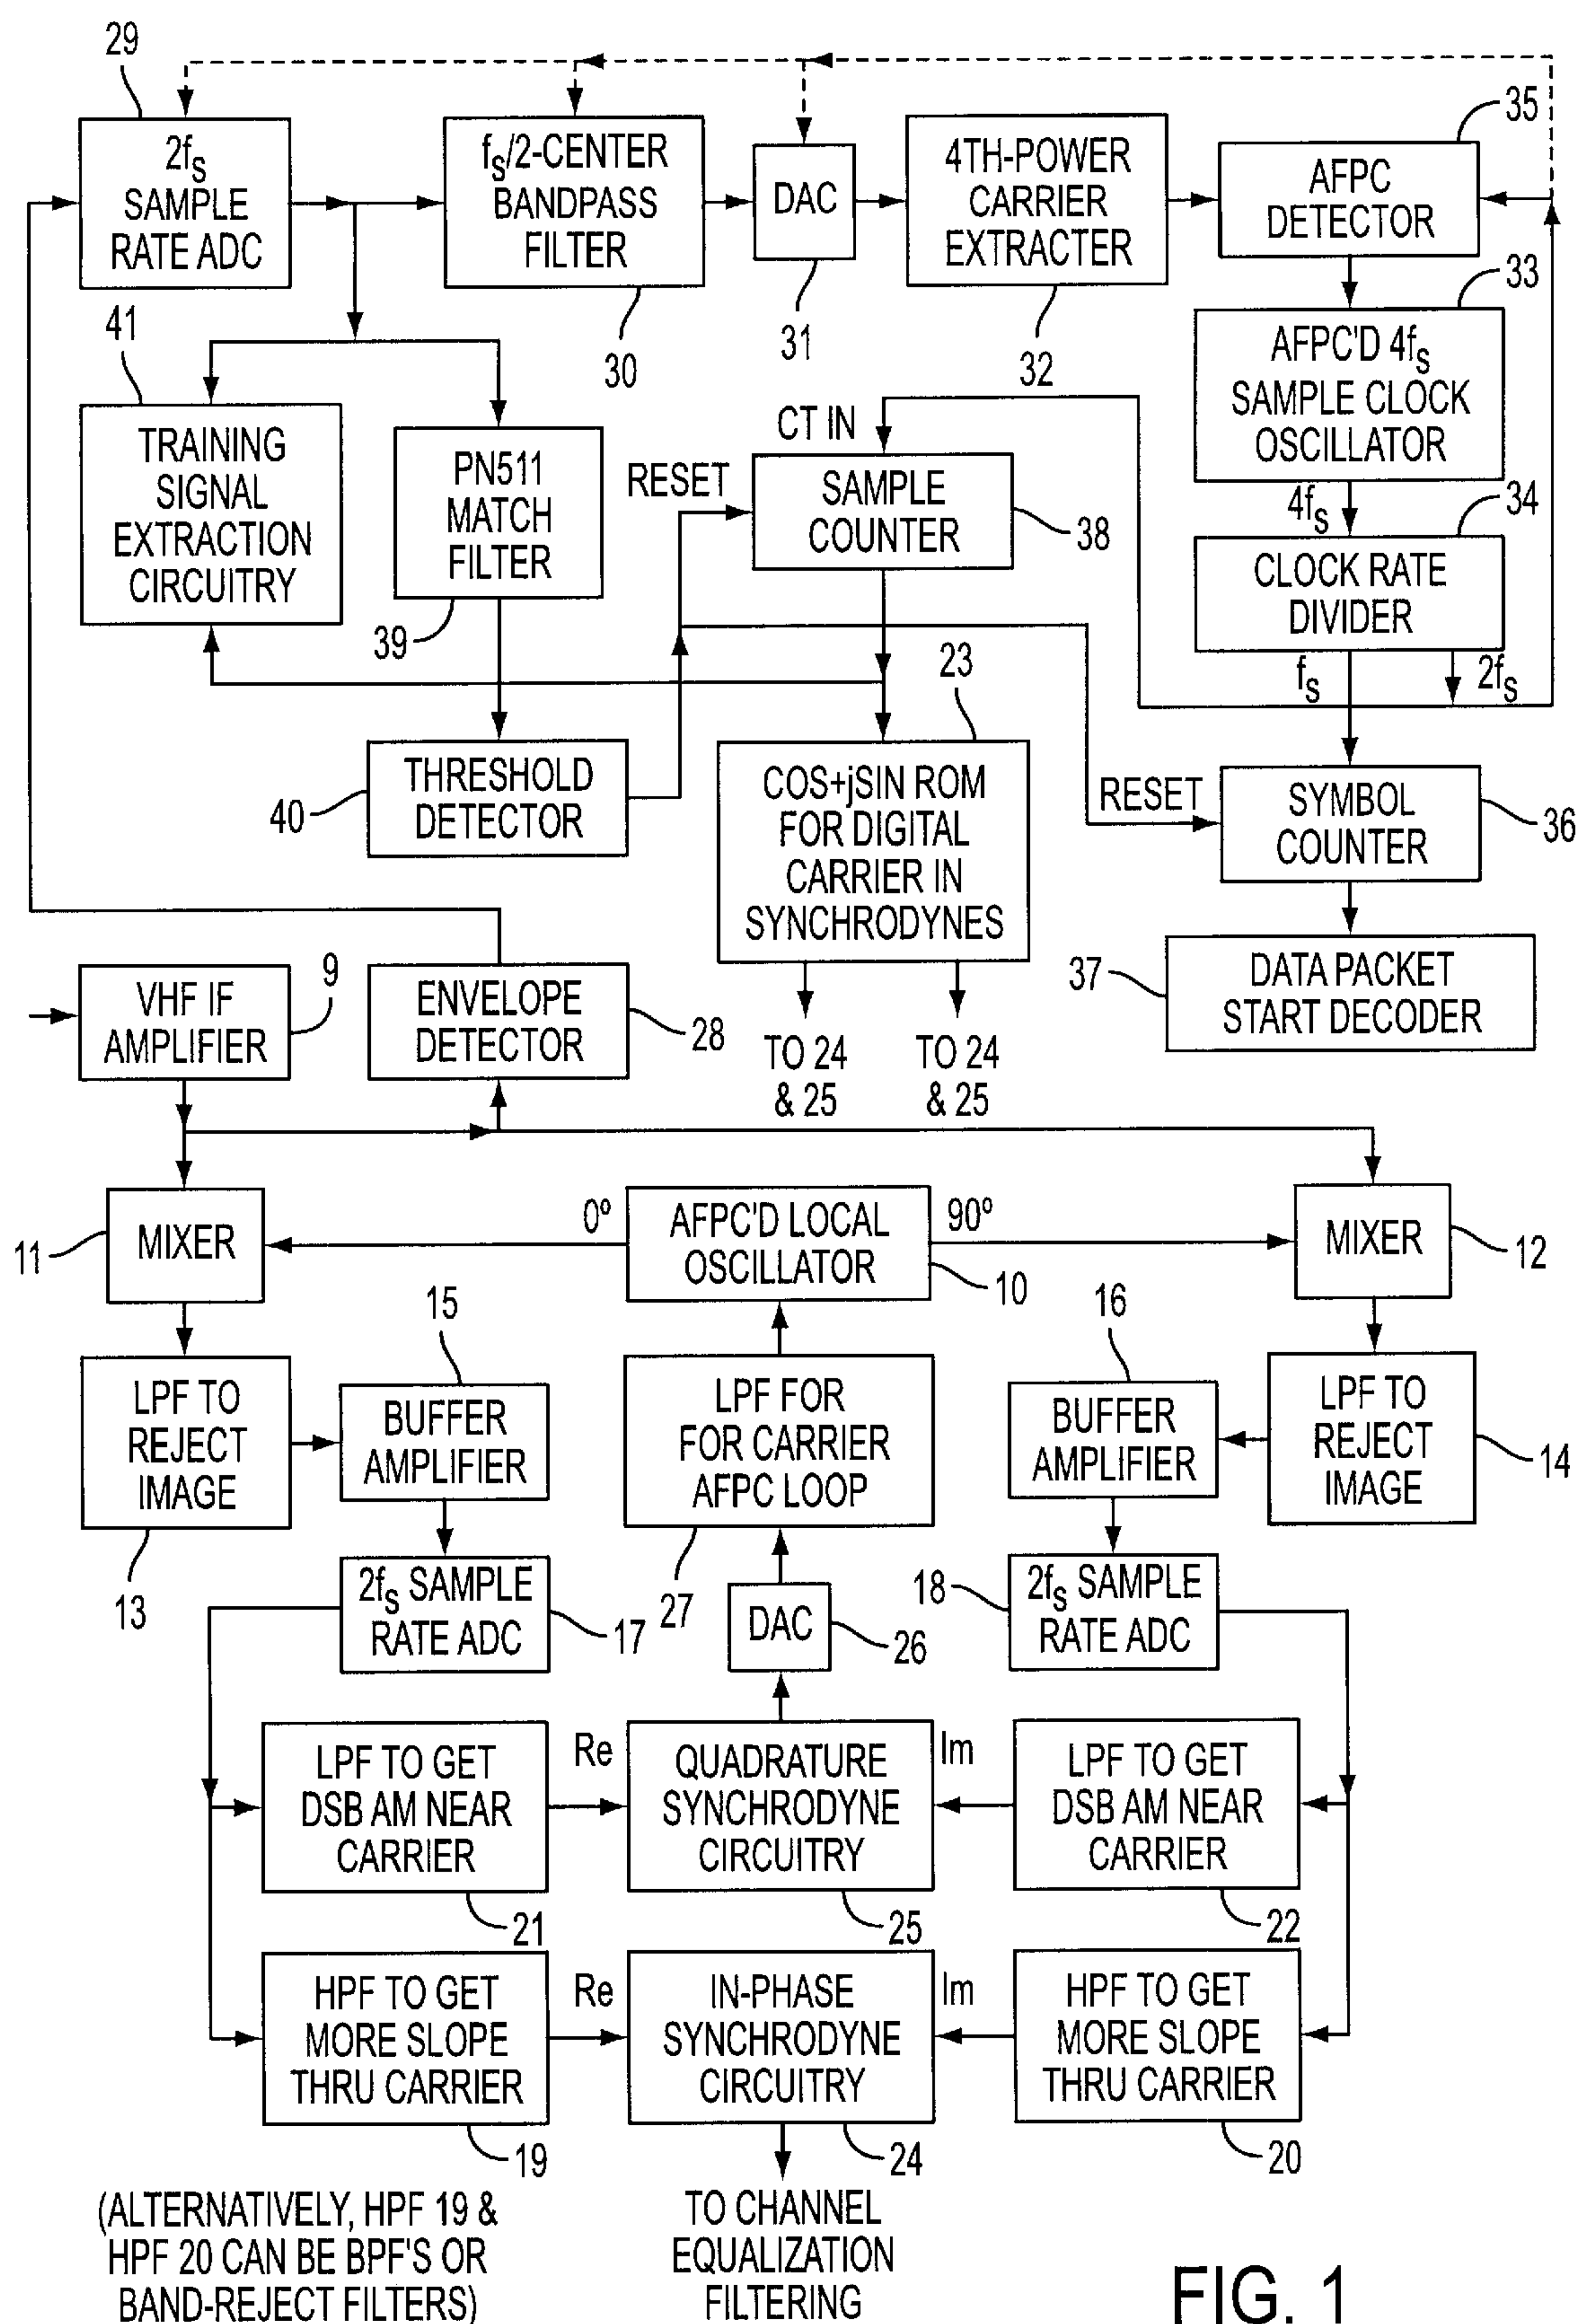 29
2fs
SAMPLE
RATE ADC
fs/2-CENTER
BANDPASS
FILTER
30
DAC
31
4TH-POWER
CARRIER
EXTRACTER
32
AFPC
DETECTOR
35
33
AFPC'D 4fs
SAMPLE CLOCK
OSCILLATOR
4fs
34
CLOCK RATE
DIVIDER
fs
2fs
41
TRAINING
SIGNAL
EXTRACTION
CIRCUITRY
PN511
MATCH
FILTER
39
CT IN
RESET
SAMPLE
COUNTER
38
23
COS+jSIN ROM
FOR DIGITAL
CARRIER IN
SYNCHRODYNES
TO 24
& 25
TO 24
& 25
40
THRESHOLD
DETECTOR
RESET
SYMBOL
COUNTER
36
37
DATA PACKET
START DECODER
VHF IF
AMPLIFIER
9
ENVELOPE
DETECTOR
28
11
MIXER
0º
AFPC'D LOCAL
OSCILLATOR
10
90º
MIXER
12
LPF TO
REJECT
IMAGE
13
15
BUFFER
AMPLIFIER
LPF FOR
FOR CARRIER
AFPC LOOP
27
16
BUFFER
AMPLIFIER
LPF TO
REJECT
IMAGE
14
2fs SAMPLE
RATE ADC
17
DAC
26
18
2fs SAMPLE
RATE ADC
LPF TO GET
DSB AM NEAR
CARRIER
21
Re
QUADRATURE
SYNCHRODYNE
CIRCUITRY
25
Im
LPF TO GET
DSB AM NEAR
CARRIER
22
HPF TO GET
MORE SLOPE
THRU CARRIER
19
Re
IN-PHASE
SYNCHRODYNE
CIRCUITRY
24
Im
HPF TO GET
MORE SLOPE
THRU CARRIER
20
(ALTERNATIVELY, HPF 19 &
HPF 20 CAN BE BPF'S OR
BAND-REJECT FILTERS)
TO CHANNEL
EQUALIZATION
FILTERING
FIG. 1